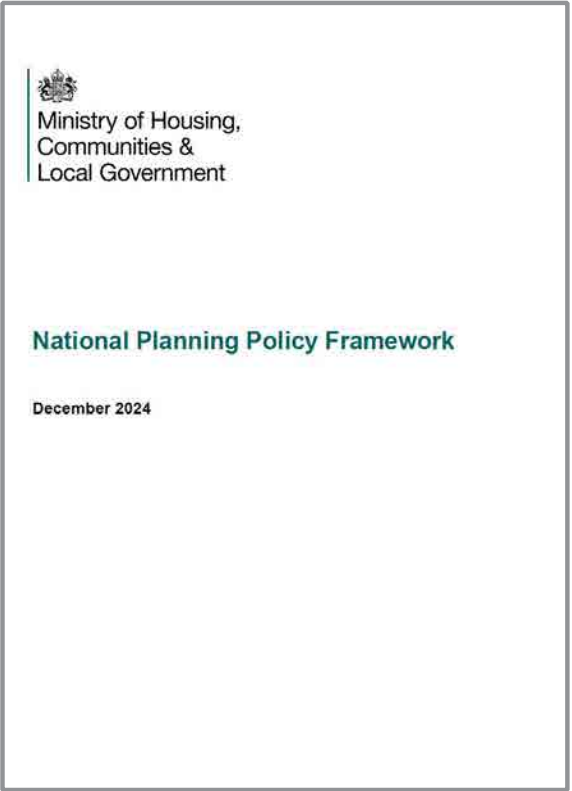 Ministry of Housing,
Communities &
Local Government
National Planning Policy Framework
December 2024